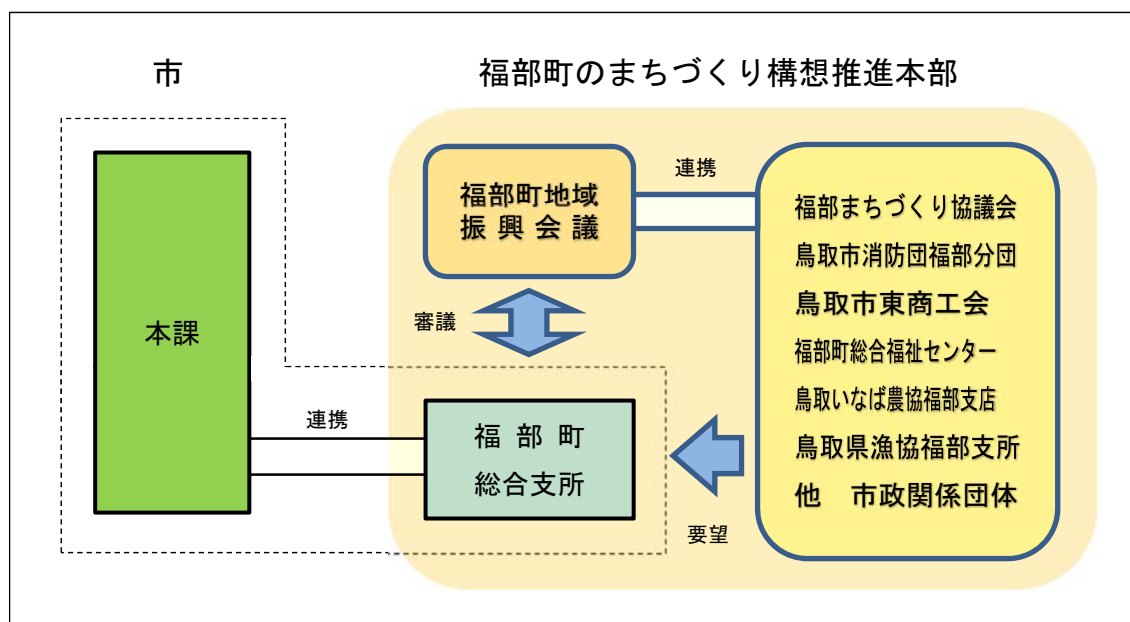 市
福部町のまちづくり構想推進本部
福部町地域
振興会議
連携
福部まちづくり協議会
鳥取市消防団福部分団
鳥取市東商工会
福部町総合福祉センター
鳥取いなば農協福部支店
鳥取県漁協福部支所
他　市政関係団体
審議
本課
連携
福部町
総合支所
要望